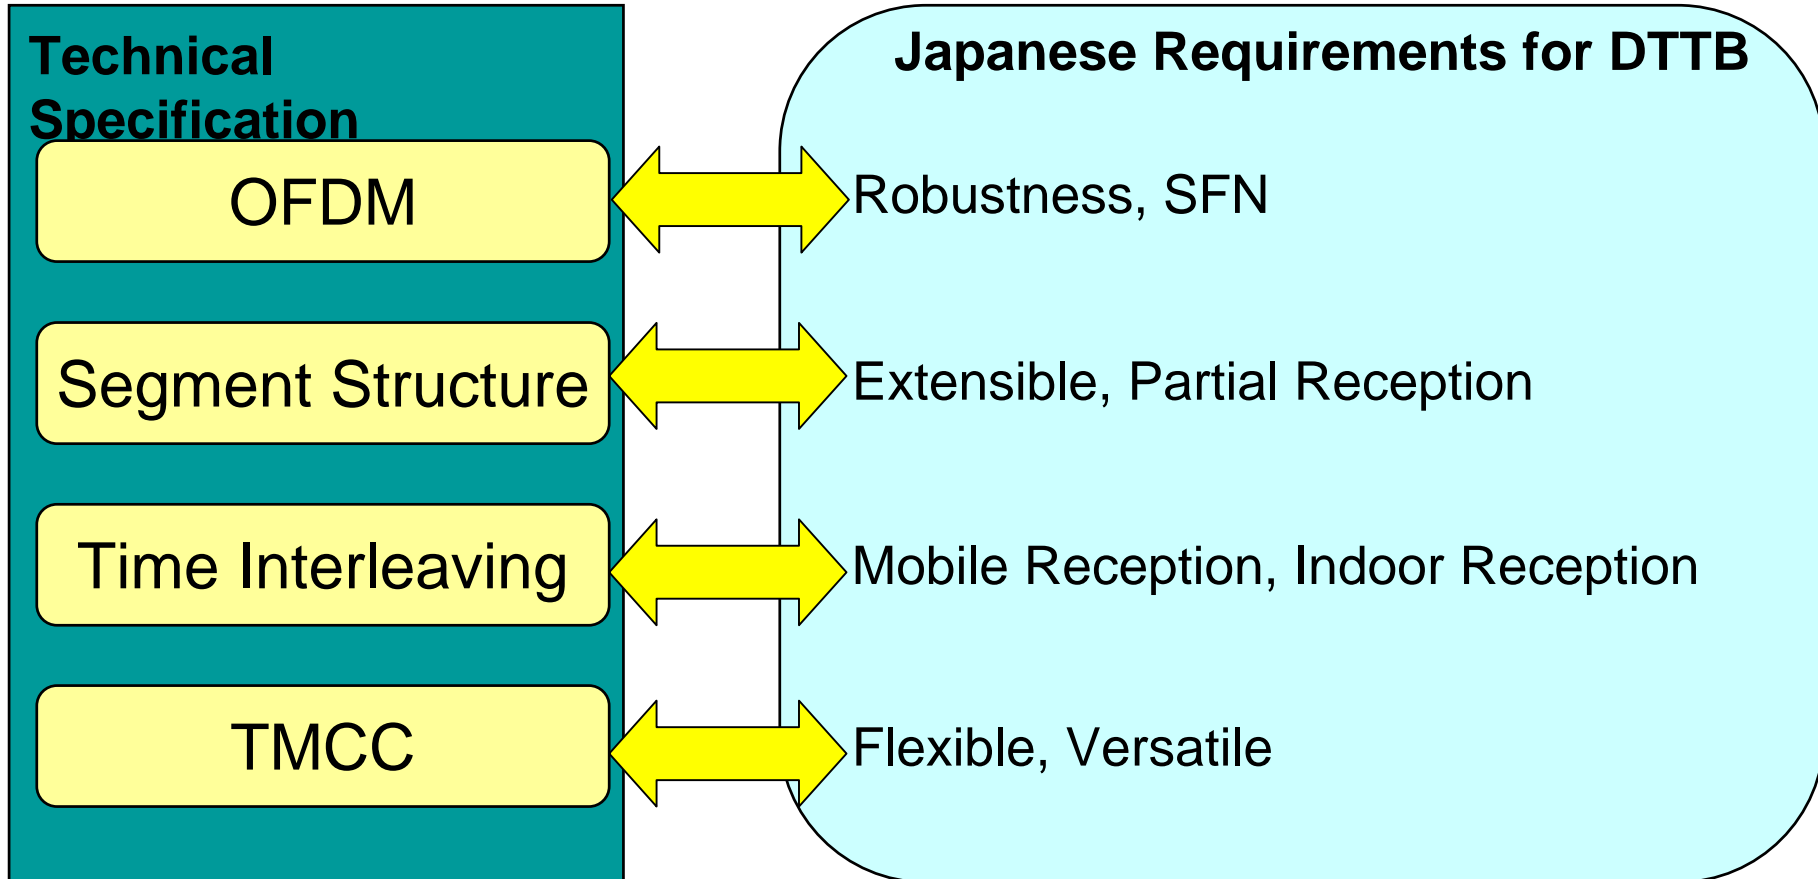 Technical
Specification
Japanese Requirements for DTTB
OFDM
Robustness, SFN
Segment Structure
Extensible, Partial Reception
Time Interleaving
Mobile Reception, Indoor Reception
TMCC
Flexible, Versatile